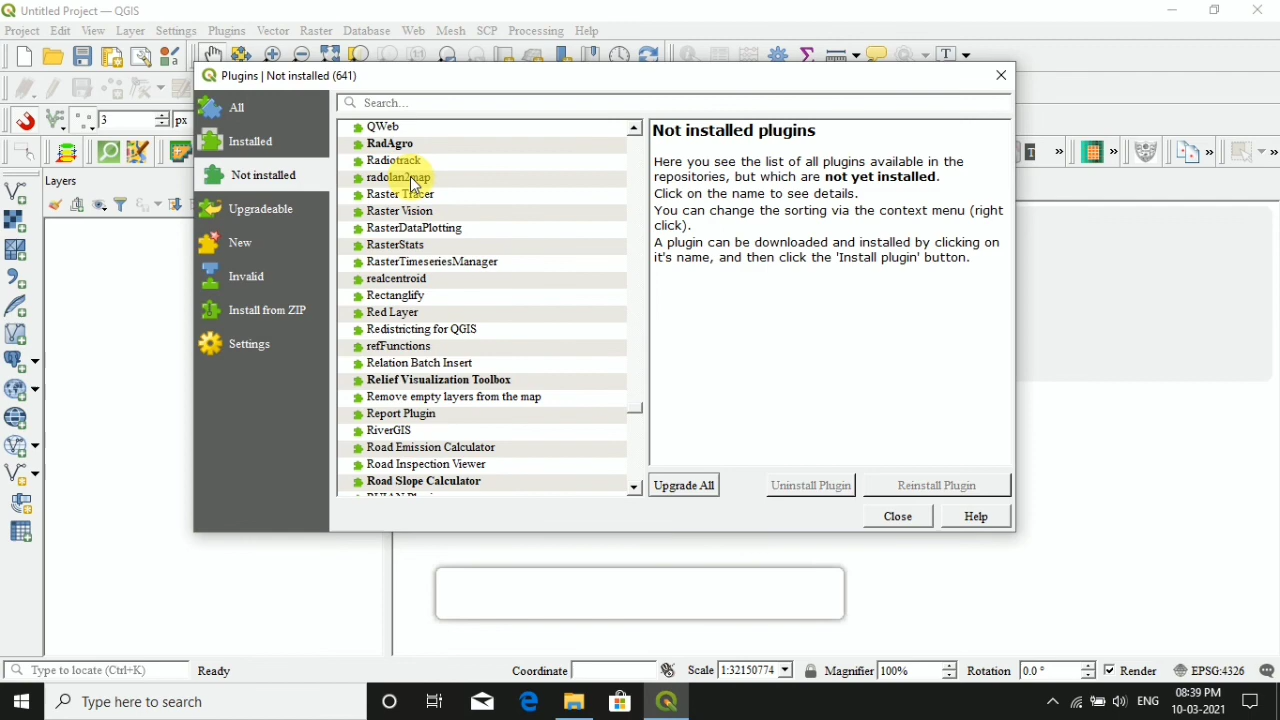 Untitled Project — QGIS
Project Edit View Layer Settings Plugins Vector Raster Database Web Mesh SCP Processing Help
Plugins | Not installed (641)
All
Installed
Not installed
Upgradeable
New
Invalid
Install from ZIP
Settings
Search...
QWeb
RadAgro
Radiotrack
radolan2map
Raster Tracer
Raster Vision
RasterDataPlotting
RasterStats
RasterTimeseriesManager
realcentroid
Rectanglify
Red Layer
Redistricting for QGIS
refFunctions
Relation Batch Insert
Relief Visualization Toolbox
Remove empty layers from the map
Report Plugin
RiverGIS
Road Emission Calculator
Road Inspection Viewer
Road Slope Calculator
Not installed plugins
Here you see the list of all plugins available in the
repositories, but which are not yet installed.
Click on the name to see details.
You can change the sorting via the context menu (right
click).
A plugin can be downloaded and installed by clicking on
it's name, and then click the 'Install plugin' button.
Upgrade All Uninstall Plugin Reinstall Plugin
Close Help
3 px
Layers
Type to locate (Ctrl+K) Ready Coordinate Scale 1:32150774 Magnifier 100% Rotation 0.0 ° Render EPSG:4326
Type here to search
ENG
08:39 PM
10-03-2021